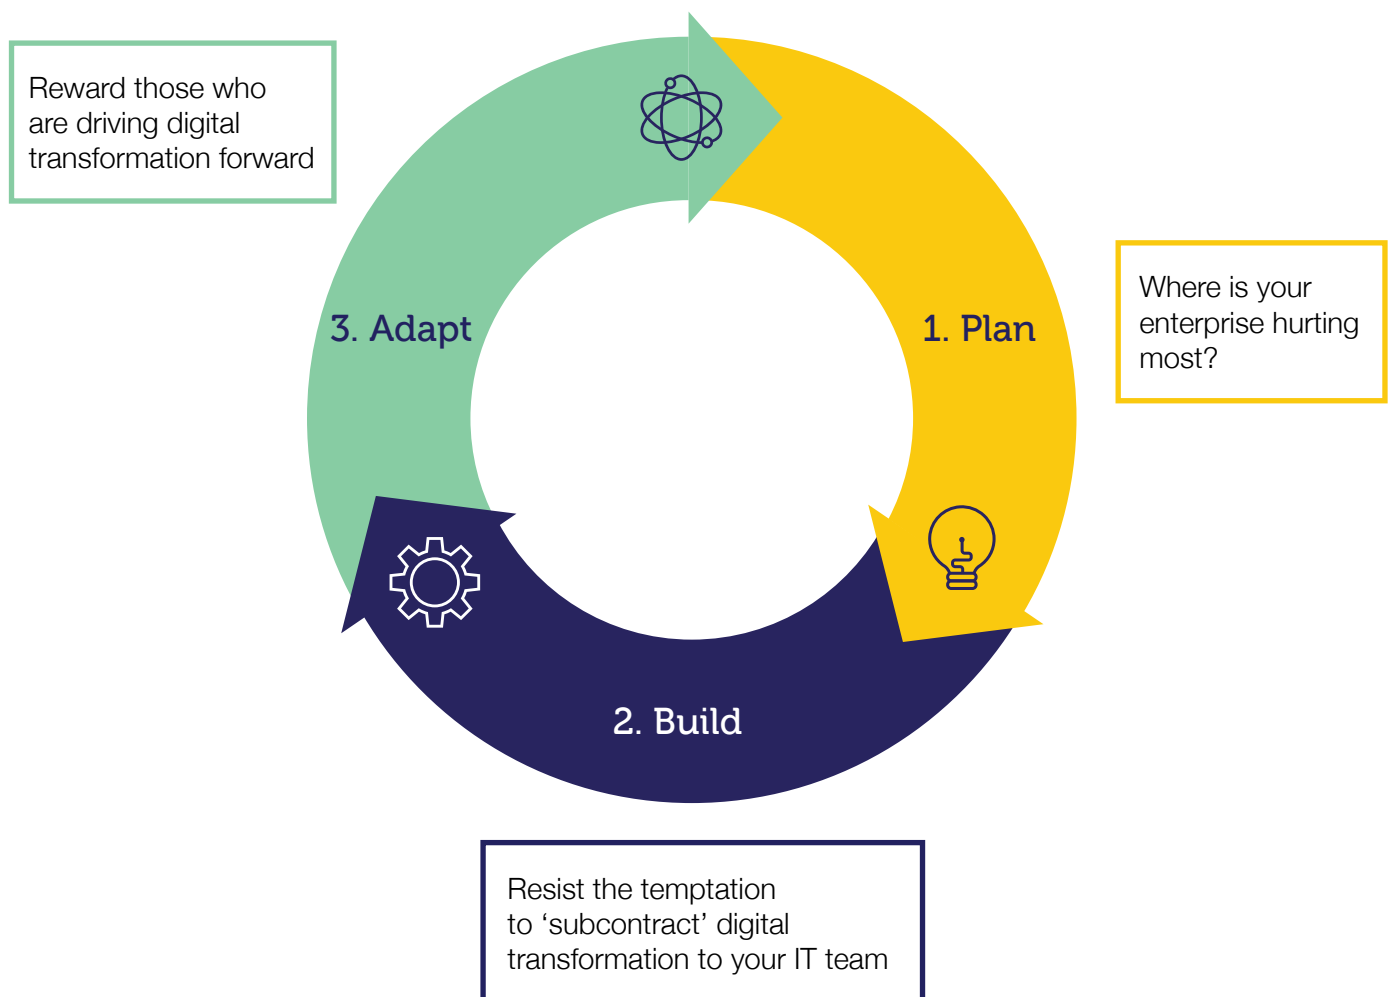 Reward those who
are driving digital
transformation forward
3. Adapt
1. Plan
Where is your
enterprise hurting
most?
2. Build
Resist the temptation
to ‘subcontract’ digital
transformation to your IT team